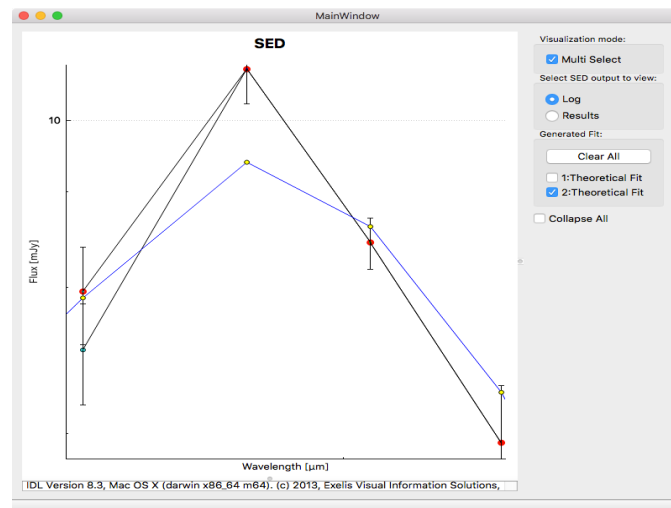 MainWindow
SED
10
Flux [mJy]
Wavelength [μm]
IDL Version 8.3, Mac OS X (darwin x86_64 m64). (c) 2013, Exelis Visual Information Solutions,
Visualization mode:
Multi Select
Select SED output to view:
Log
Results
Generated Fit:
Clear All
1:Theoretical Fit
2:Theoretical Fit
Collapse All